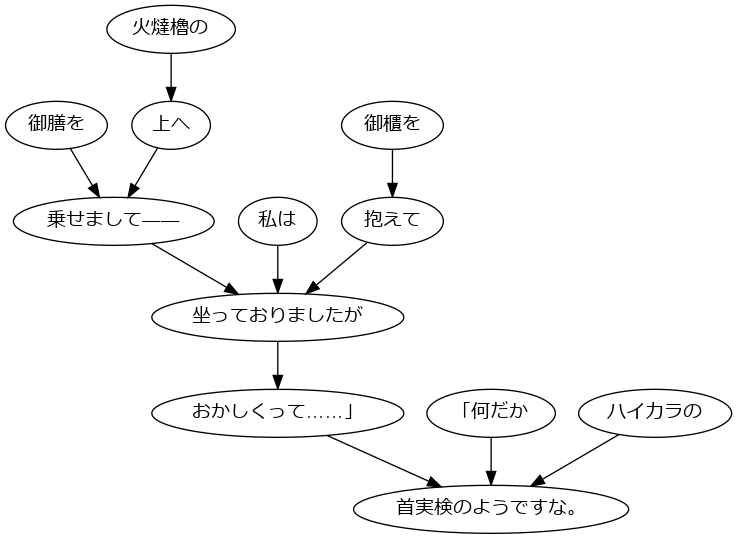 火燵櫓の
御膳を
上へ
御櫃を
乗せまして――
私は
抱えて
坐っておりましたが
おかしくって……」
「何だか
ハイカラの
首実検のようですな。